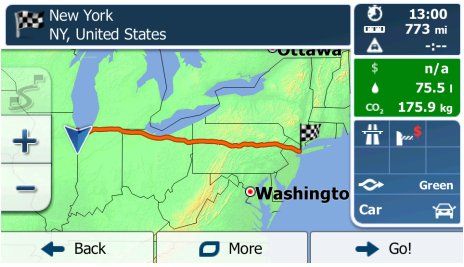 New York
NY, United States
13:00
773 mi
-:--
$ n/a
75.5 l
CO₂ 175.9 kg
$
Green
Car
Ottawa
Washingto
+
−
Back
More
Go!